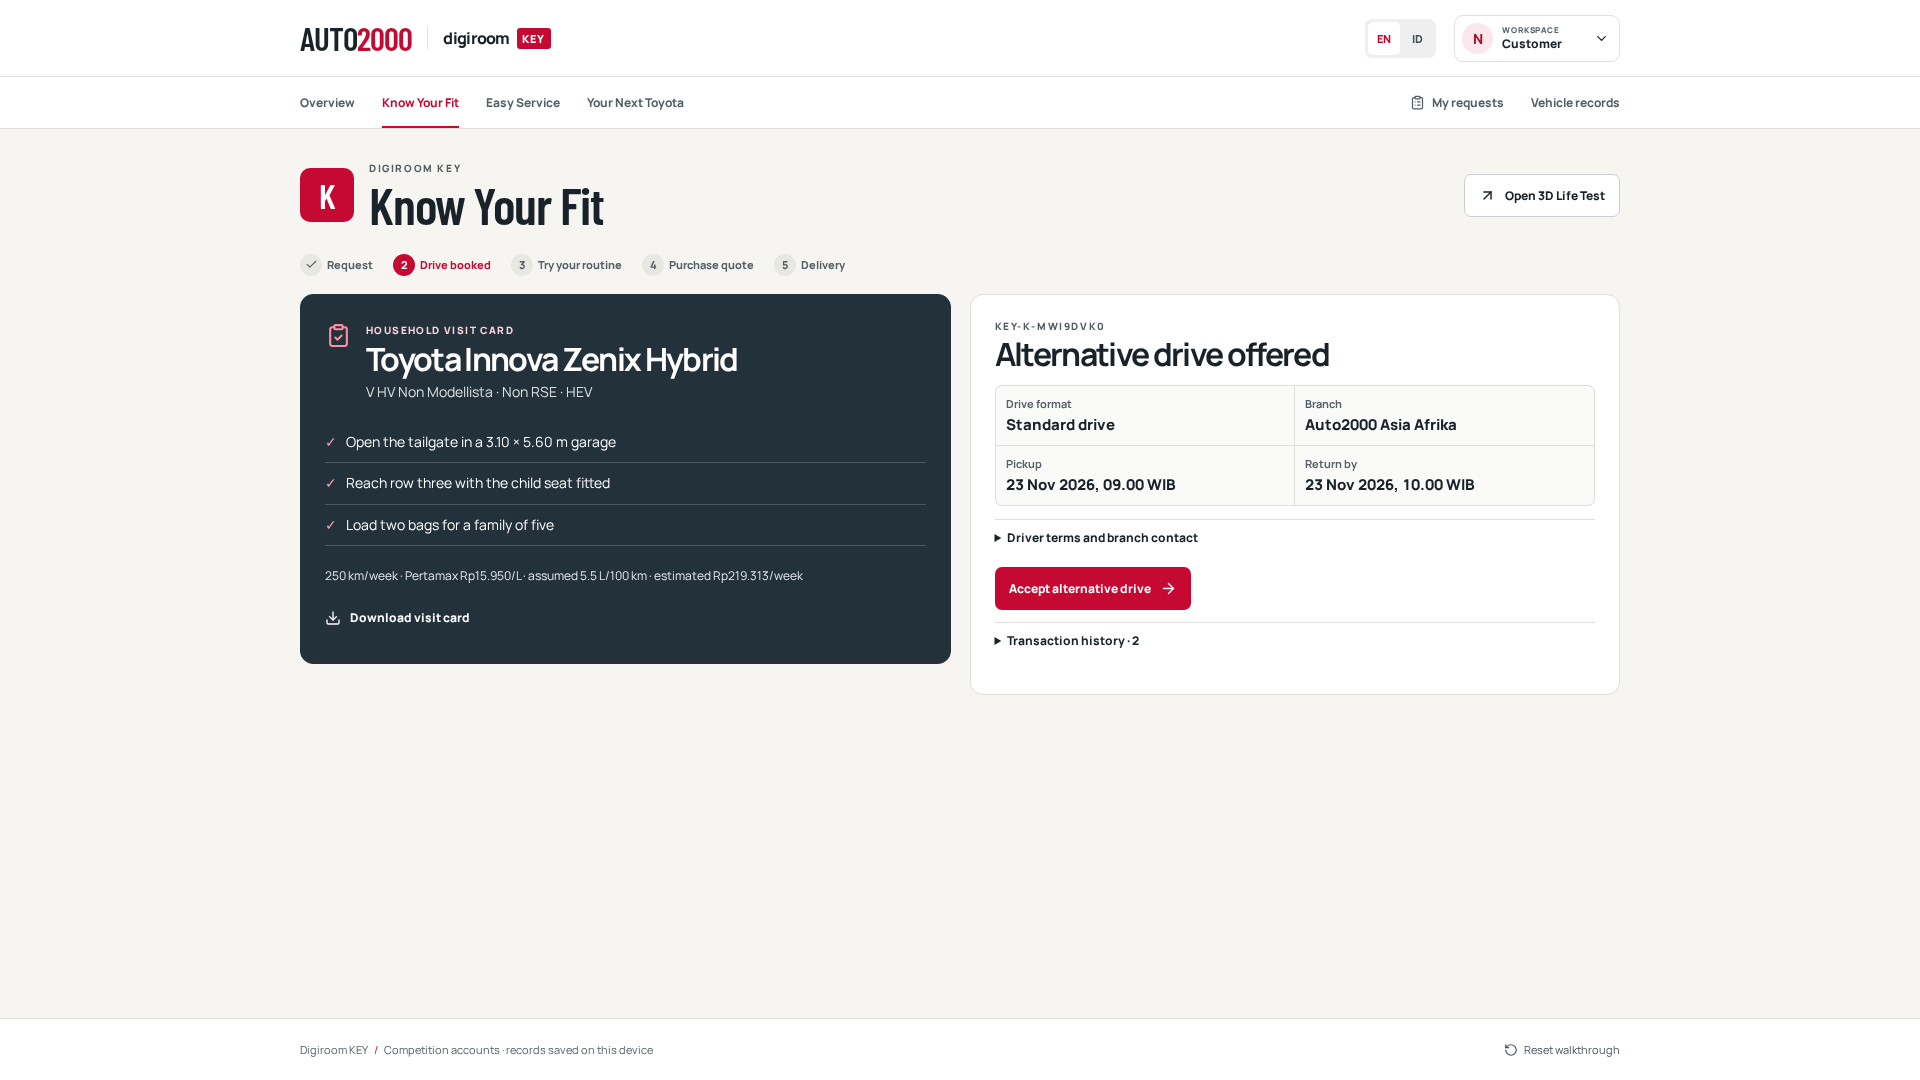 AUTO2000
digiroom KEY
EN ID
N
WORKSPACE
Customer
Overview
Know Your Fit
Easy Service
Your Next Toyota
My requests
Vehicle records
K
DIGIROOM KEY
Know Your Fit
Open 3D Life Test
Request
2 Drive booked
3 Try your routine
4 Purchase quote
5 Delivery
HOUSEHOLD VISIT CARD
Toyota Innova Zenix Hybrid
V HV Non Modellista · Non RSE · HEV
✓ Open the tailgate in a 3.10 × 5.60 m garage
✓ Reach row three with the child seat fitted
✓ Load two bags for a family of five
250 km/week · Pertamax Rp15.950/L · assumed 5.5 L/100 km · estimated Rp219.313/week
Download visit card
KEY-K-MWI9DVK0
Alternative drive offered
Drive format
Standard drive
Branch
Auto2000 Asia Afrika
Pickup
23 Nov 2026, 09.00 WIB
Return by
23 Nov 2026, 10.00 WIB
Driver terms and branch contact
Accept alternative drive
Transaction history · 2
Digiroom KEY / Competition accounts · records saved on this device
Reset walkthrough